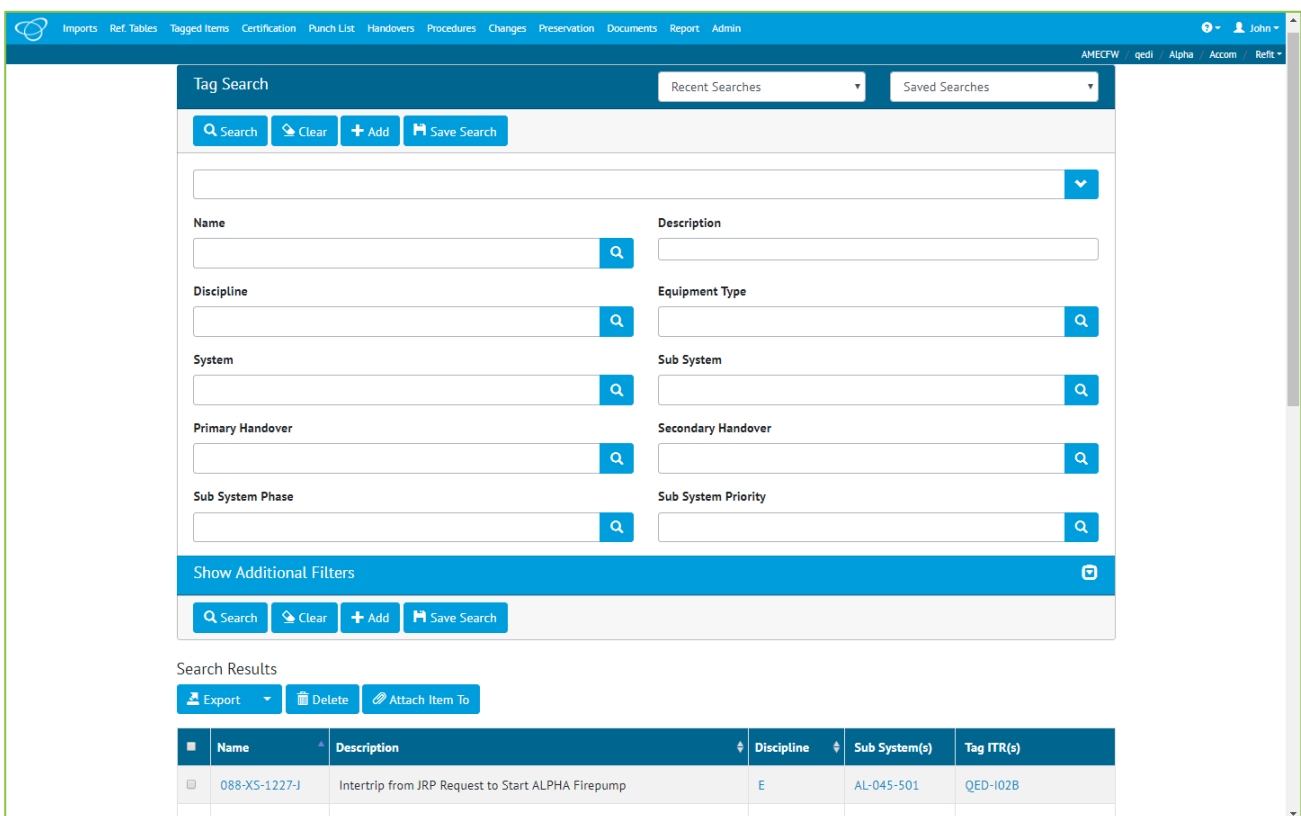 Imports Ref. Tables Tagged Items Certification Punch List Handovers Procedures Changes Preservation Documents Report Admin ? John
AMECFW / qedi / Alpha / Accom / Refit
Tag Search Recent Searches Saved Searches
Search Clear Add Save Search
Name Description
Discipline Equipment Type
System Sub System
Primary Handover Secondary Handover
Sub System Phase Sub System Priority
Show Additional Filters
Search Clear Add Save Search
Search Results
Export Delete Attach Item To
Name Description Discipline Sub System(s) Tag ITR(s)
088-XS-1227-J Intertrip from JRP Request to Start ALPHA Firepump E AL-045-501 QED-I02B